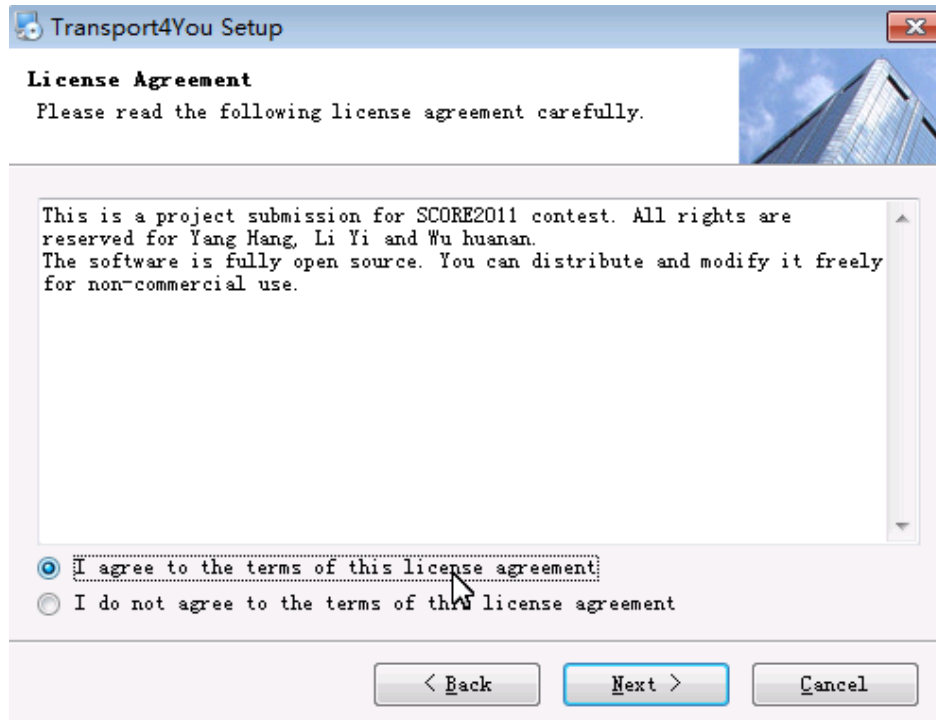 Transport4You Setup
License Agreement
Please read the following license agreement carefully.
This is a project submission for SCORE2011 contest. All rights are
reserved for Yang Hang, Li Yi and Wu huanan.
The software is fully open source. You can distribute and modify it freely
for non-commercial use.
I agree to the terms of this license agreement
I do not agree to the terms of this license agreement
< Back
Next >
Cancel